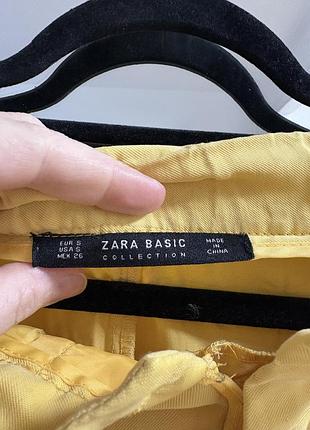 EUR S
USA S
MEX 26
ZARA BASIC
COLLECTION
MADE
IN
CHINA